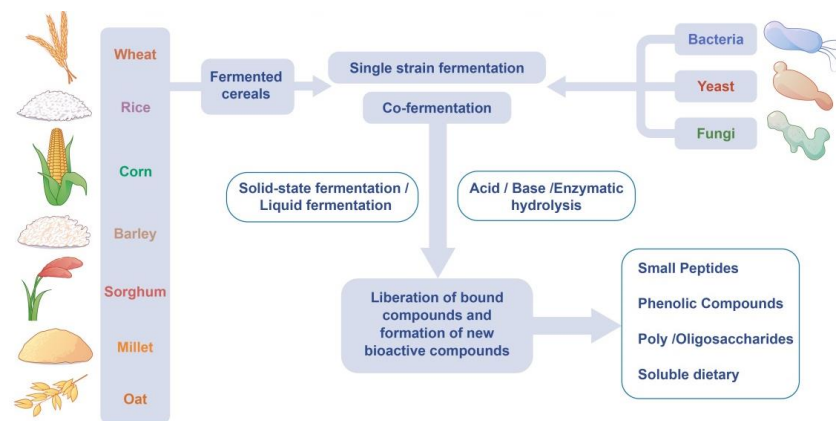 Wheat
Rice
Corn
Barley
Sorghum
Millet
Oat
Fermented
cereals
Single strain fermentation
Co-fermentation
Bacteria
Yeast
Fungi
Solid-state fermentation /
Liquid fermentation
Acid / Base /Enzymatic
hydrolysis
Liberation of bound
compounds and
formation of new
bioactive compounds
Small Peptides
Phenolic Compounds
Poly /Oligosaccharides
Soluble dietary